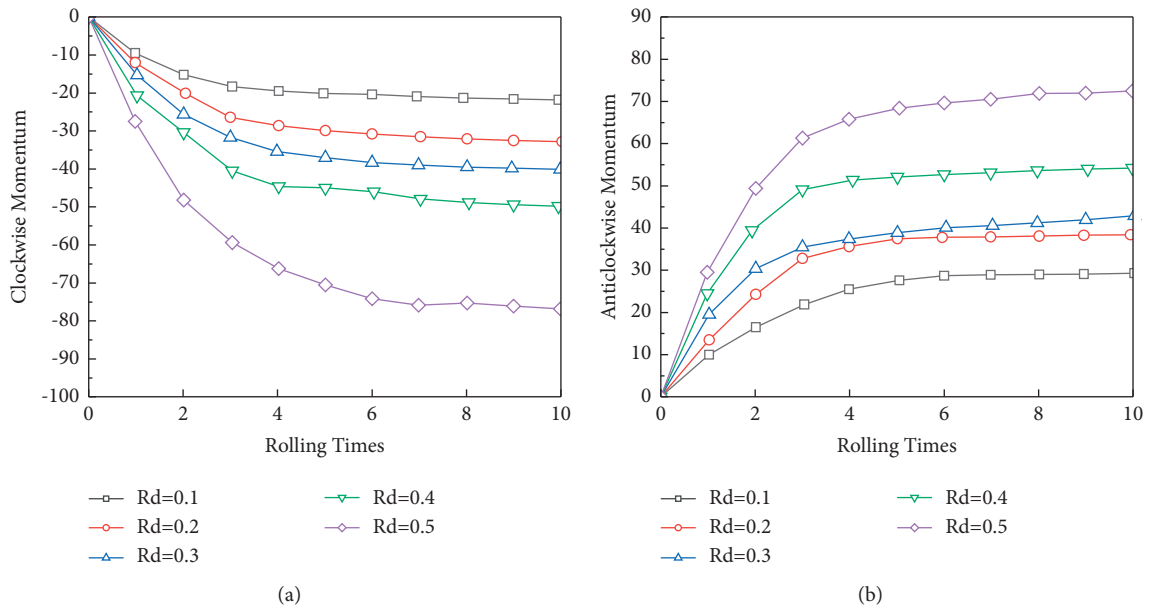 0
-10
-20
-30
-40
-50
-60
-70
-80
-90
-100
Clockwise Momentum
0 2 4 6 8 10
Rolling Times
Rd=0.1
Rd=0.2
Rd=0.3
Rd=0.4
Rd=0.5
(a)
90
80
70
60
50
40
30
20
10
0
Anticlockwise Momentum
0 2 4 6 8 10
Rolling Times
Rd=0.1
Rd=0.2
Rd=0.3
Rd=0.4
Rd=0.5
(b)